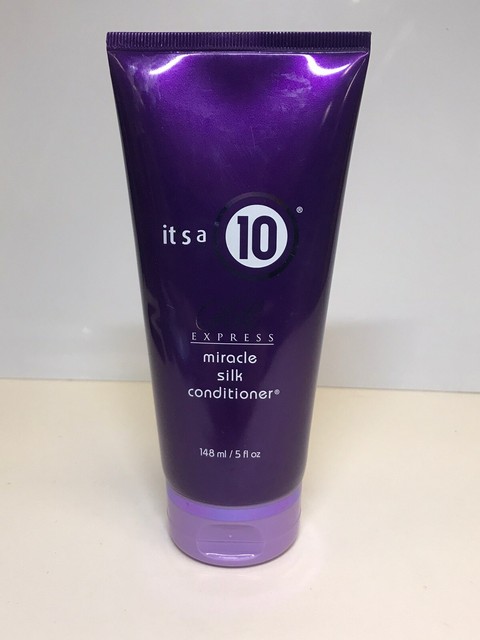 it's a 10®
EXPRESS
miracle
silk
conditioner®
148 ml / 5 fl oz